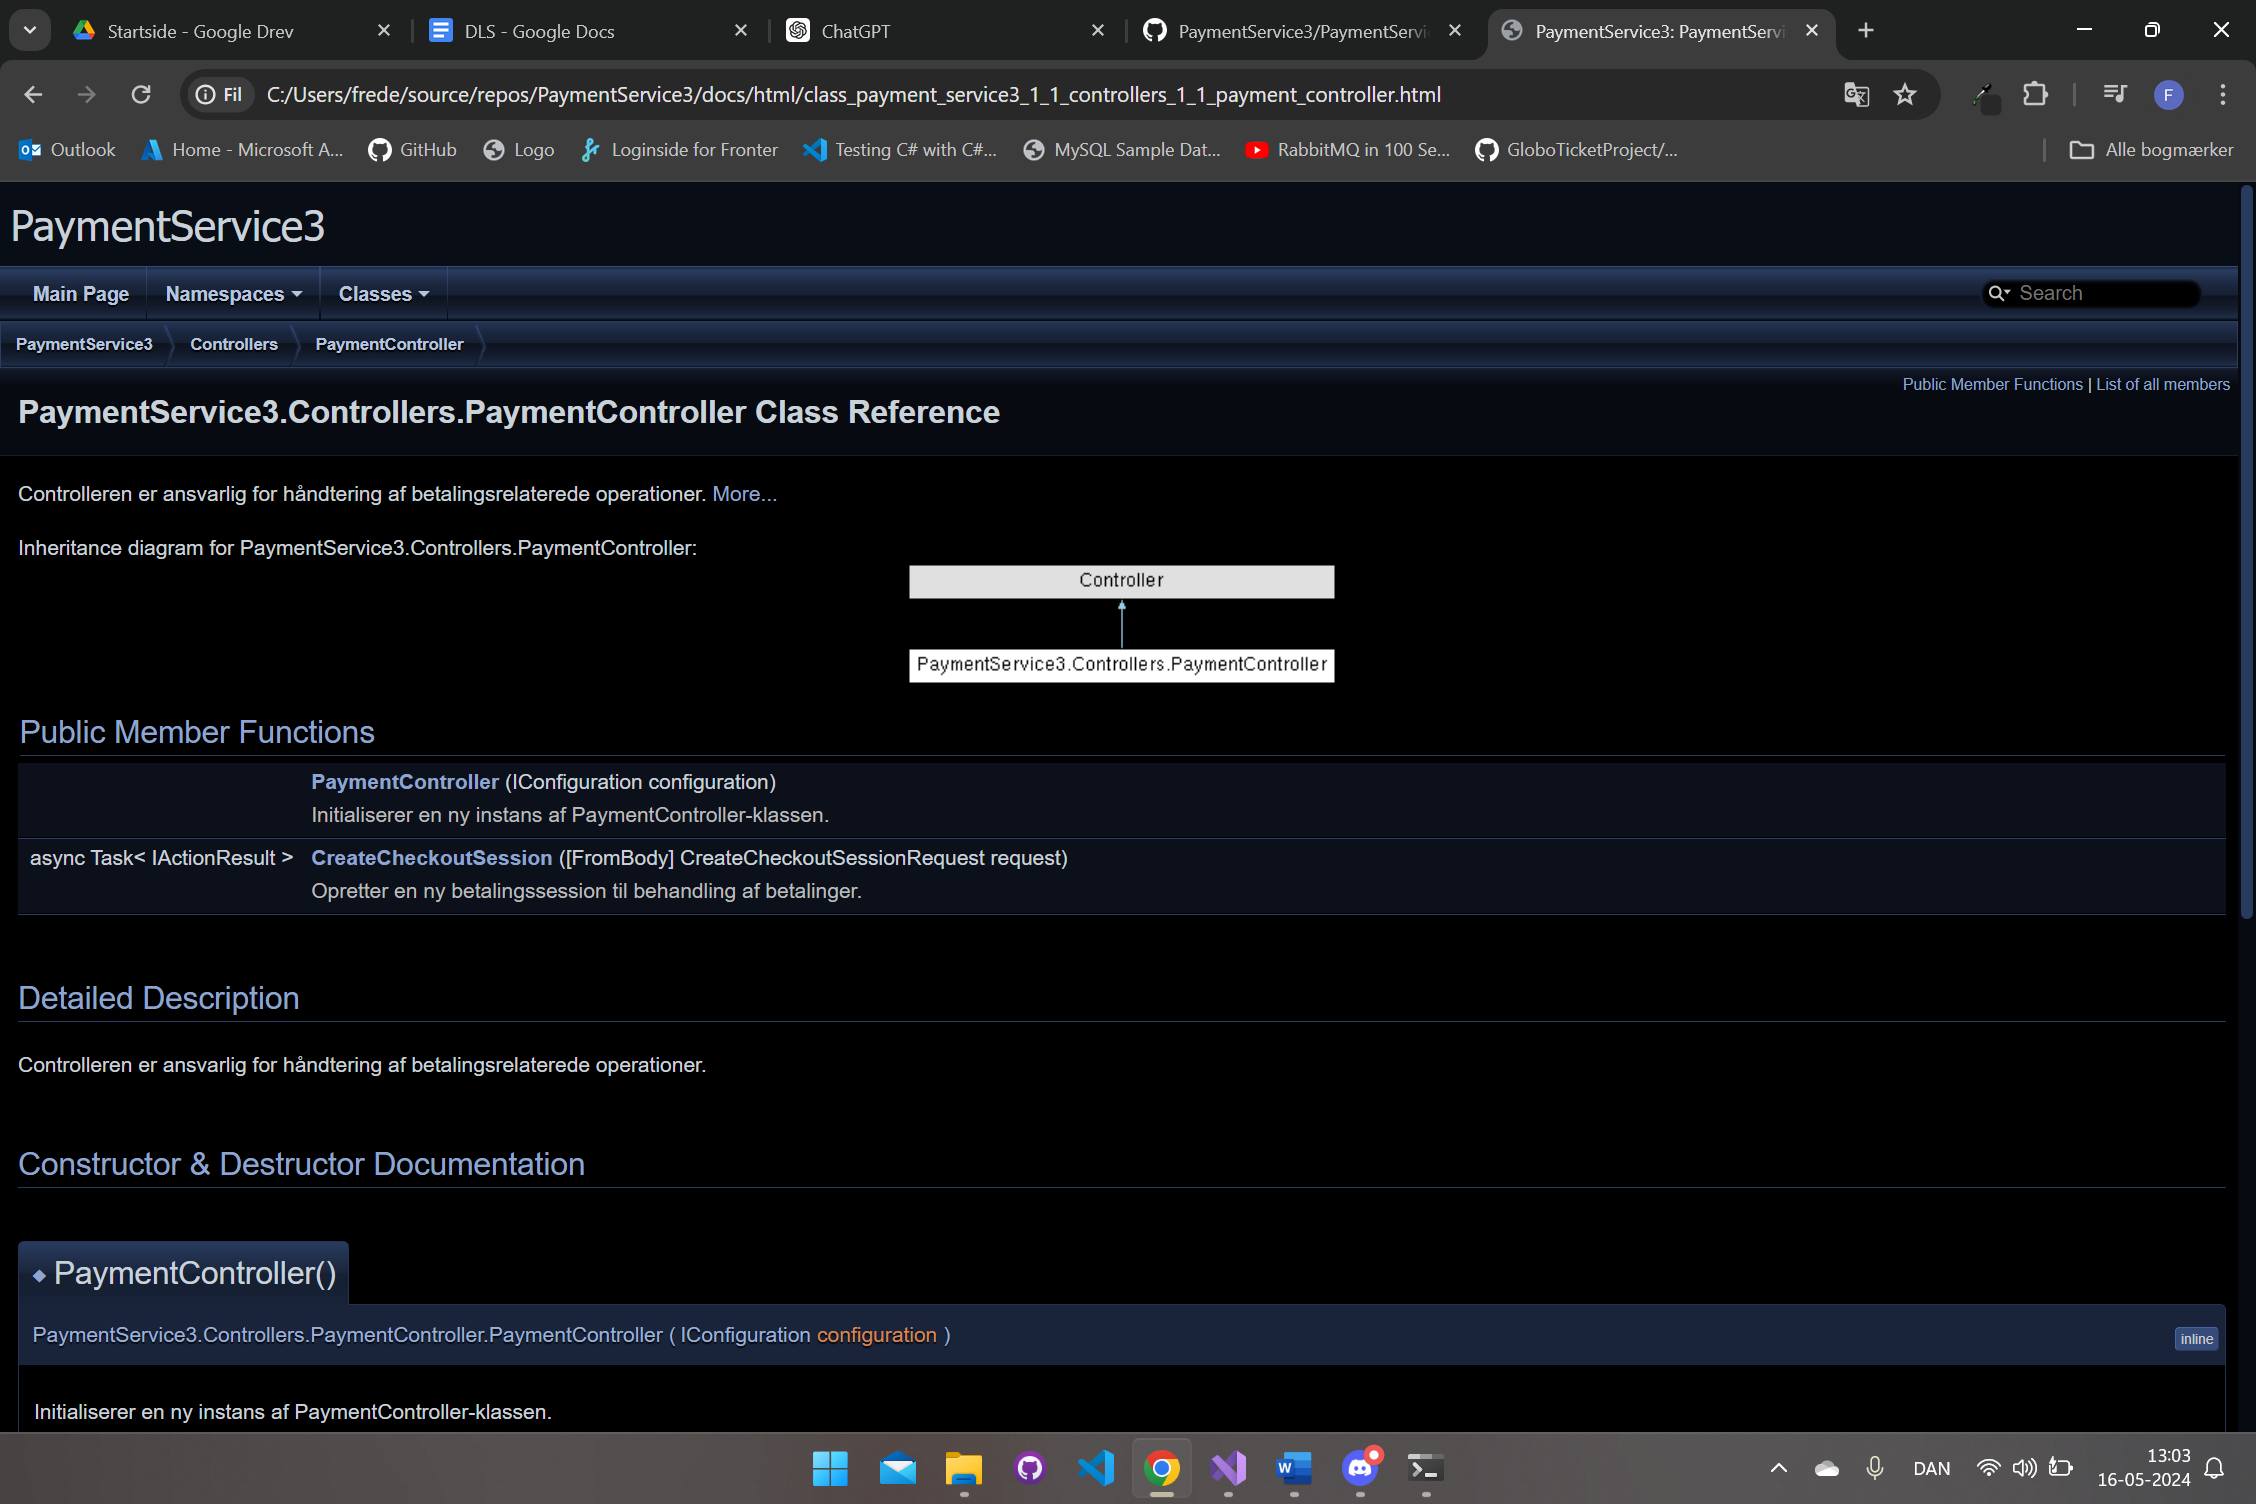 Startside - Google Drev
DLS - Google Docs
ChatGPT
PaymentService3/PaymentServi
PaymentService3: PaymentServi
Fil
C:/Users/frede/source/repos/PaymentService3/docs/html/class_payment_service3_1_1_controllers_1_1_payment_controller.html
F
Outlook
Home - Microsoft A...
GitHub
Logo
Loginside for Fronter
Testing C# with C#...
MySQL Sample Dat...
RabbitMQ in 100 Se...
GloboTicketProject/...
Alle bogmærker
PaymentService3
Main Page
Namespaces
Classes
Search
PaymentService3
Controllers
PaymentController
Public Member Functions | List of all members
PaymentService3.Controllers.PaymentController Class Reference
Controlleren er ansvarlig for håndtering af betalingsrelaterede operationer. More...
Inheritance diagram for PaymentService3.Controllers.PaymentController:
Controller
PaymentService3.Controllers.PaymentController
Public Member Functions
PaymentController (IConfiguration configuration)
Initialiserer en ny instans af PaymentController-klassen.
async Task< IActionResult > CreateCheckoutSession ([FromBody] CreateCheckoutSessionRequest request)
Opretter en ny betalingssession til behandling af betalinger.
Detailed Description
Controlleren er ansvarlig for håndtering af betalingsrelaterede operationer.
Constructor & Destructor Documentation
◆ PaymentController()
PaymentService3.Controllers.PaymentController.PaymentController ( IConfiguration configuration )
inline
Initialiserer en ny instans af PaymentController-klassen.
DAN
13:03
16-05-2024